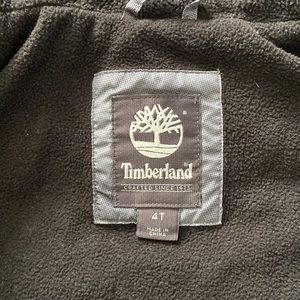 Timberland
CRAFTED SINCE 1973
4T
MADE IN
CHINA